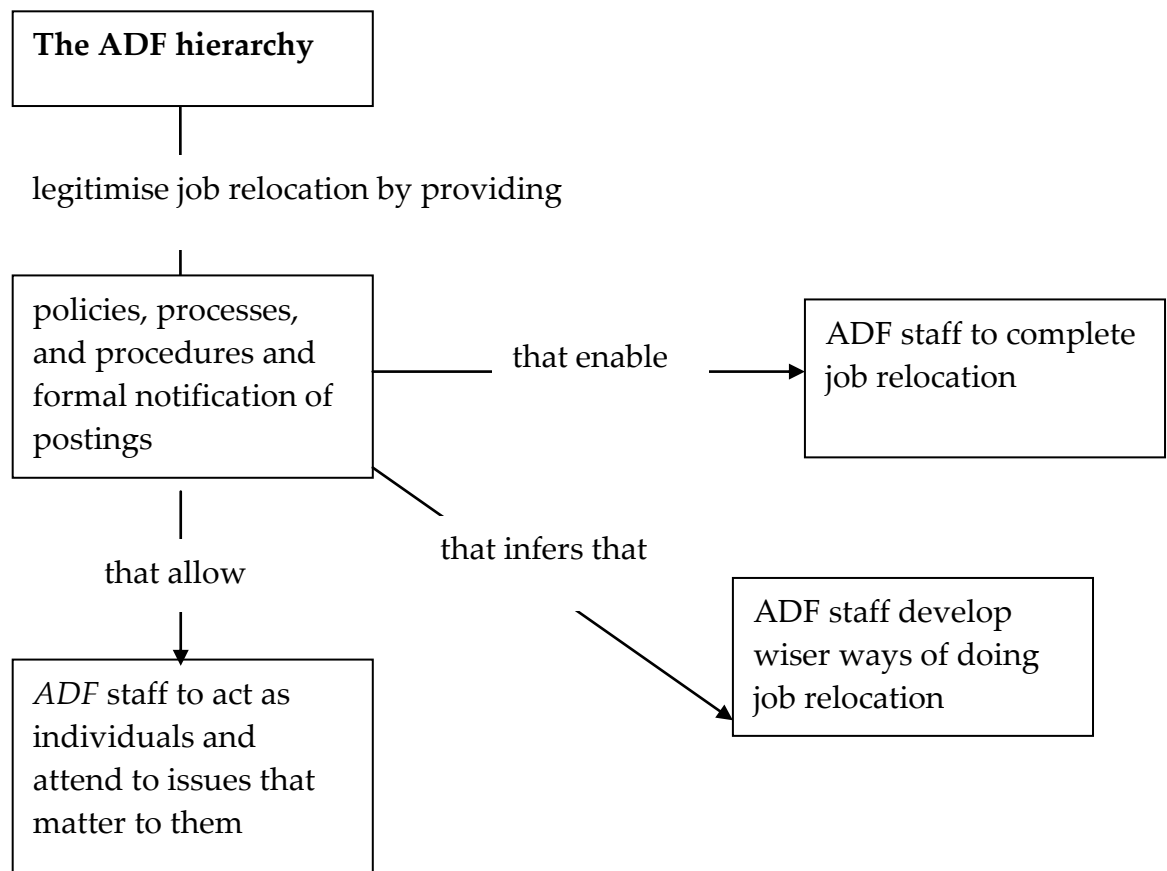 The ADF hierarchy
legitimise job relocation by providing
policies, processes,
and procedures and
formal notification of
postings
that enable
ADF staff to complete
job relocation
that infers that
that allow
ADF staff develop
wiser ways of doing
job relocation
ADF staff to act as
individuals and
attend to issues that
matter to them